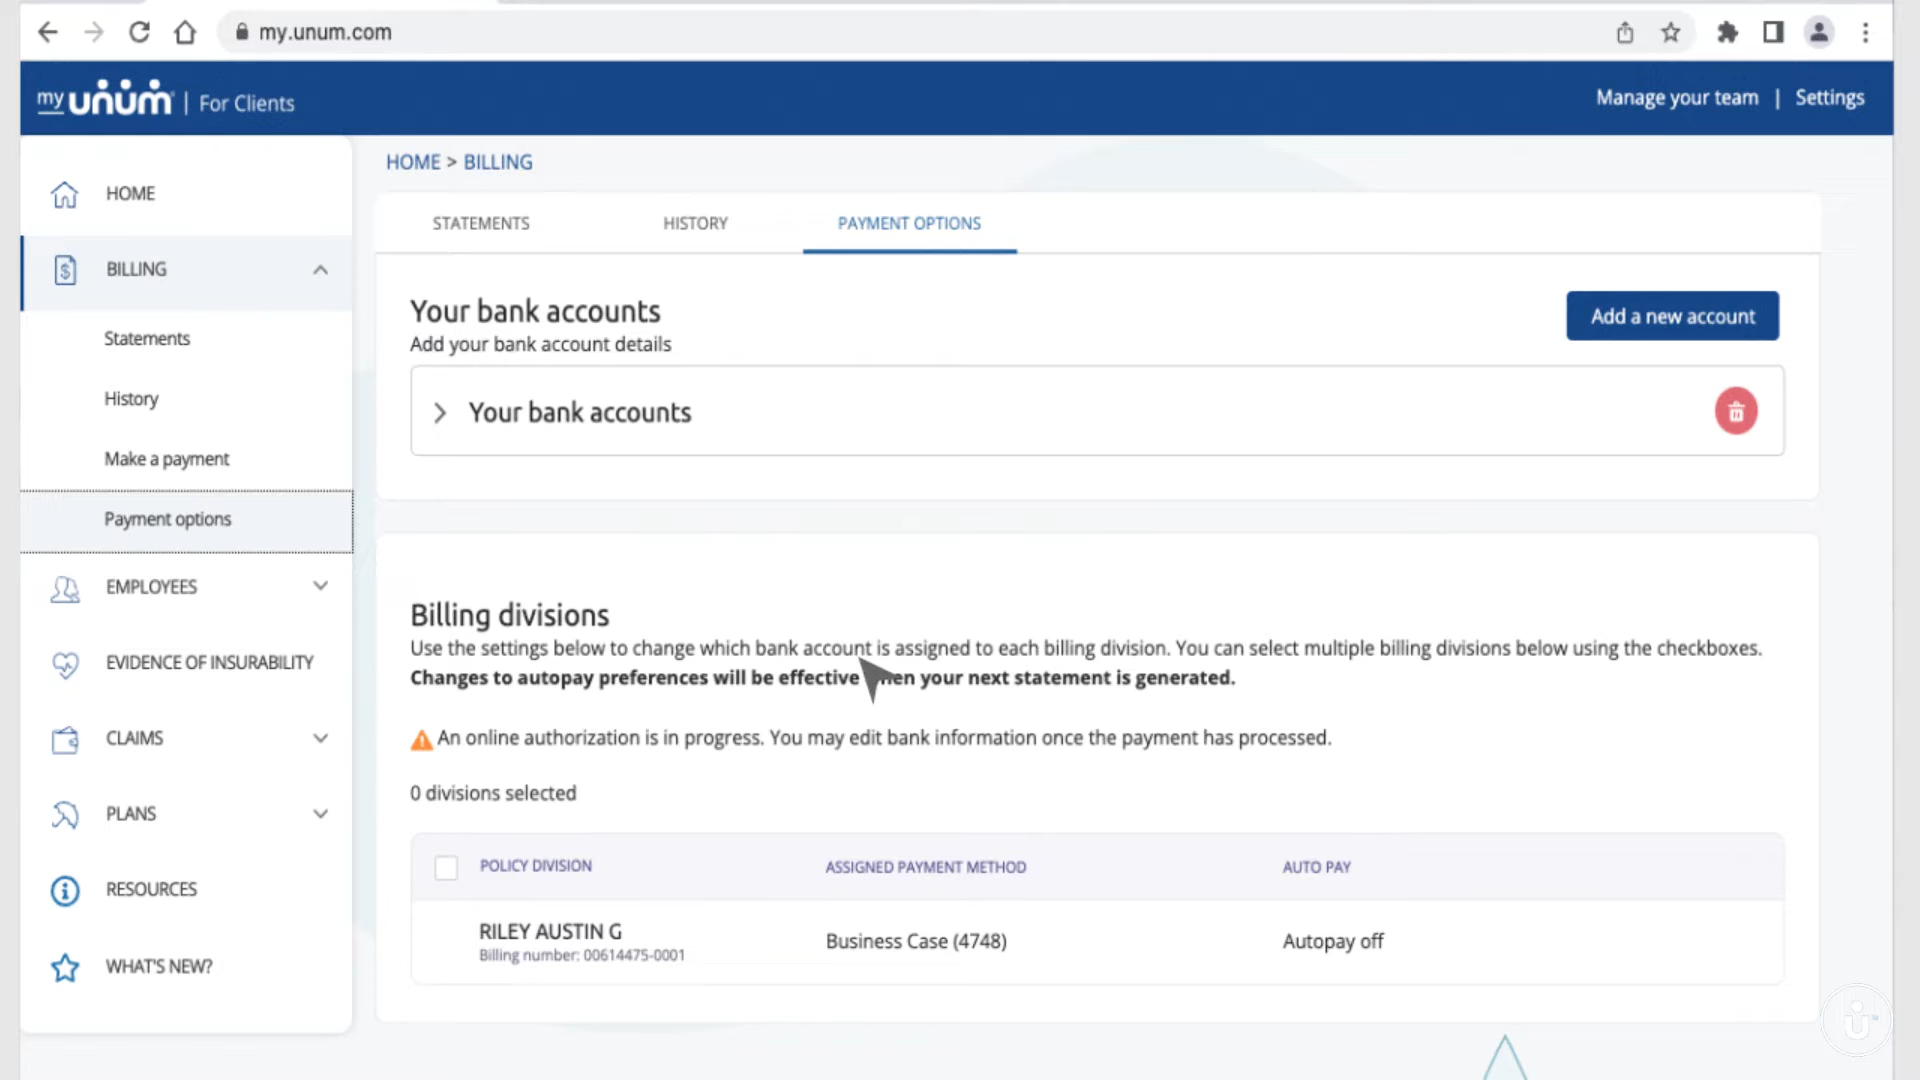 my.unum.com
my unum | For Clients
Manage your team | Settings
HOME > BILLING
HOME
BILLING
Statements
History
Make a payment
Payment options
EMPLOYEES
EVIDENCE OF INSURABILITY
CLAIMS
PLANS
RESOURCES
WHAT'S NEW?
STATEMENTS HISTORY PAYMENT OPTIONS
Your bank accounts
Add your bank account details
Add a new account
Your bank accounts
Billing divisions
Use the settings below to change which bank account is assigned to each billing division. You can select multiple billing divisions below using the checkboxes.
Changes to autopay preferences will be effective when your next statement is generated.
An online authorization is in progress. You may edit bank information once the payment has processed.
0 divisions selected
POLICY DIVISION ASSIGNED PAYMENT METHOD AUTO PAY
RILEY AUSTIN G Business Case (4748) Autopay off
Billing number: 00614475-0001